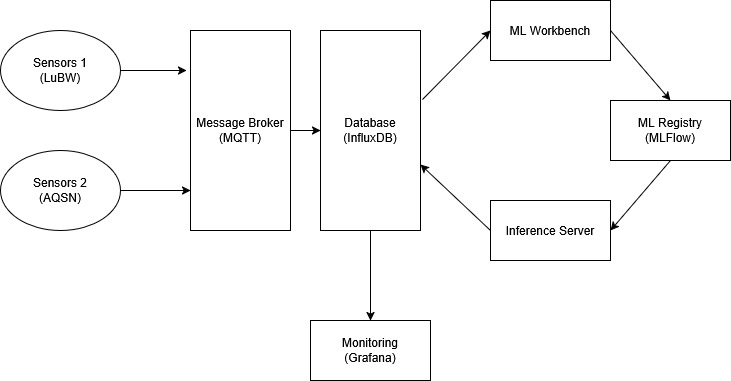 Sensors 1
(LuBW)
Sensors 2
(AQSN)
Message Broker
(MQTT)
Database
(InfluxDB)
ML Workbench
ML Registry
(MLFlow)
Inference Server
Monitoring
(Grafana)